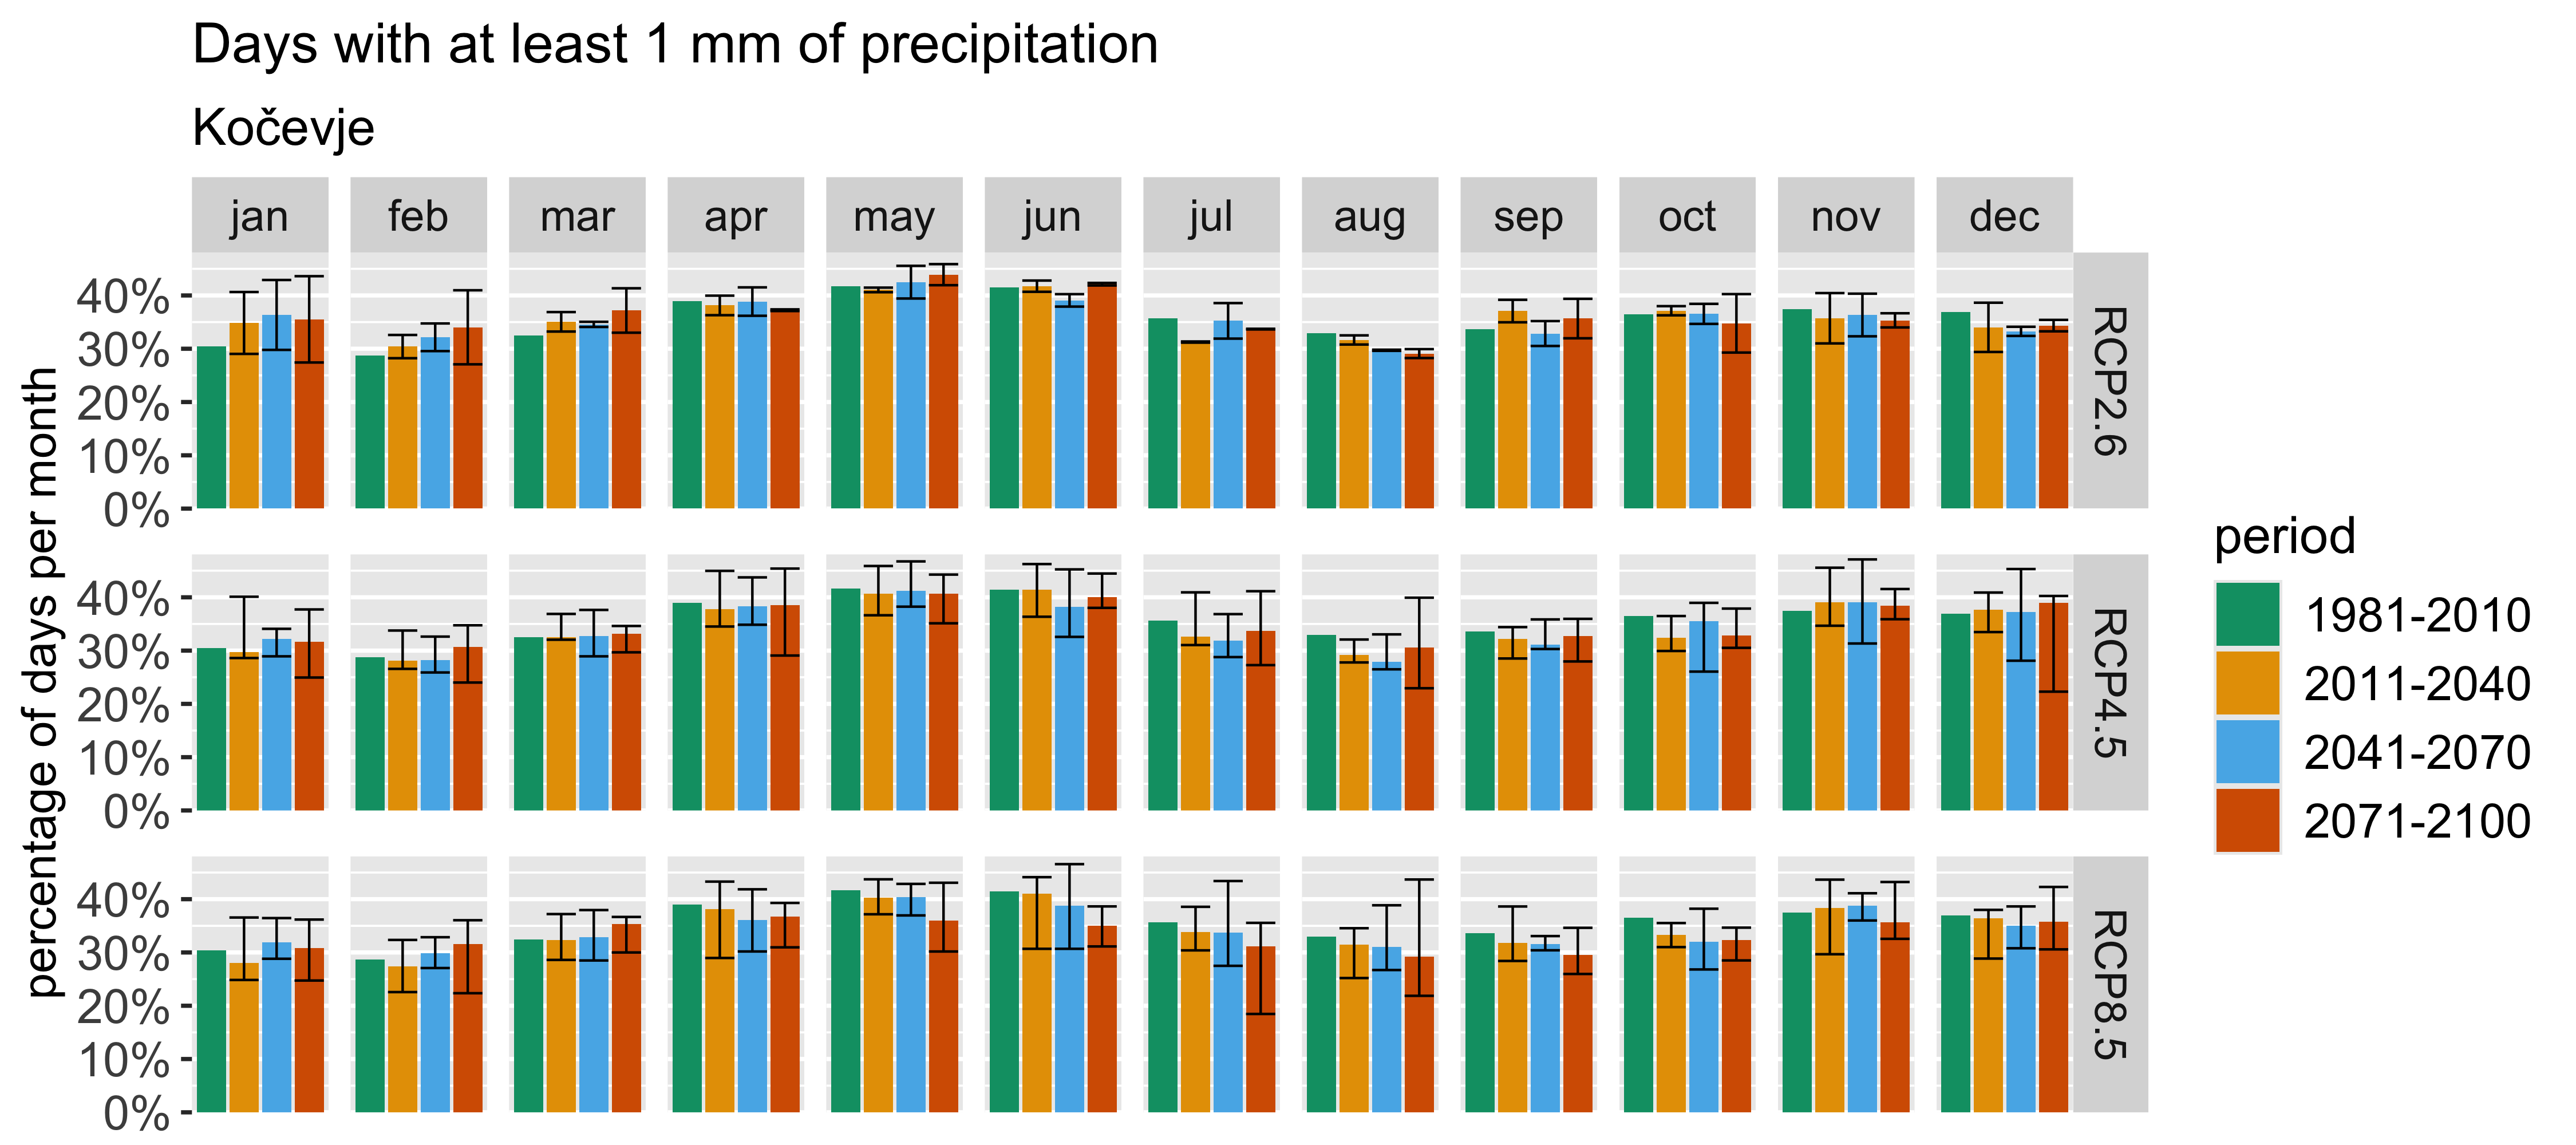 Days with at least 1 mm of precipitation
Kočevje
jan feb mar apr may jun jul aug sep oct nov dec
percentage of days per month
40%
30%
20%
10%
0%
RCP2.6
40%
30%
20%
10%
0%
RCP4.5
40%
30%
20%
10%
0%
RCP8.5
period
1981-2010
2011-2040
2041-2070
2071-2100